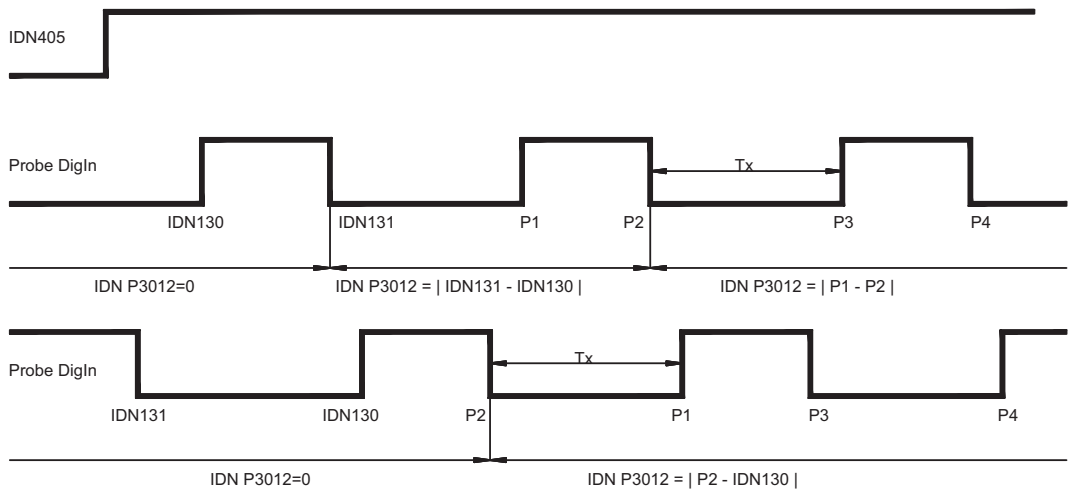 IDN405
Probe DigIn
Tx
IDN130
IDN131
P1
P2
P3
P4
IDN P3012=0
IDN P3012 = | IDN131 - IDN130 |
IDN P3012 = | P1 - P2 |
Probe DigIn
Tx
IDN131
IDN130
P2
P1
P3
P4
IDN P3012=0
IDN P3012 = | P2 - IDN130 |